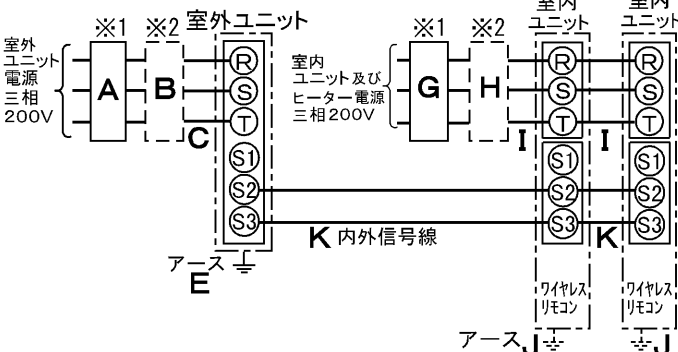 ※1 ※2 室外ユニット
室外
ユニット
電源
三相
200V
A B C
R
S
T
S1
S2
S3
アース
E
※1 ※2
室内
ユニット及び
ヒーター電源
三相200V
G H I I
室内
ユニット
R
S
T
S1
S2
S3
ワイヤレス
リモコン
室内
ユニット
R
S
T
S1
S2
S3
ワイヤレス
リモコン
K 内外信号線 K
アース J J